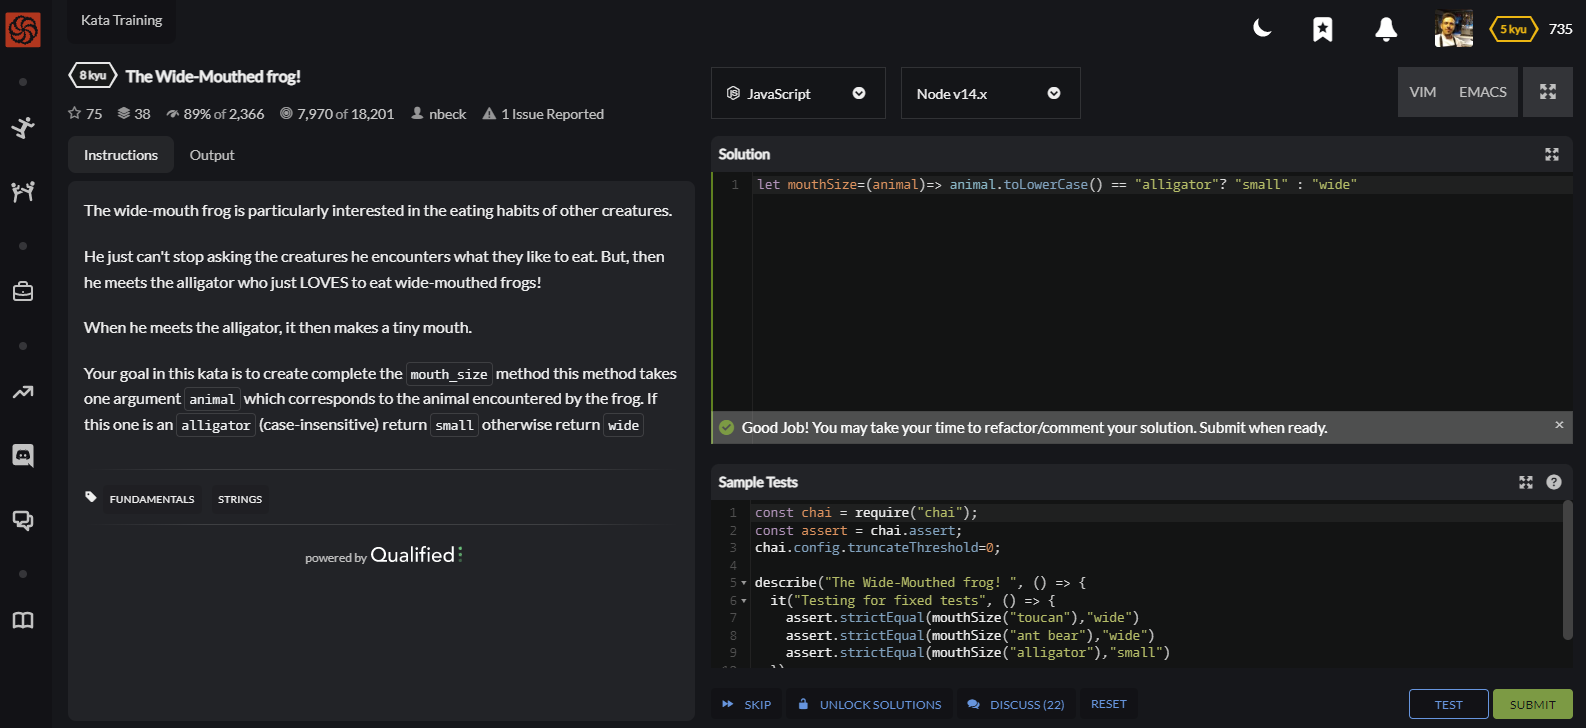 Kata Training
5 kyu 735
8 kyu The Wide-Mouthed frog!
75 38 89% of 2,366 7,970 of 18,201 nbeck 1 Issue Reported
Instructions Output
The wide-mouth frog is particularly interested in the eating habits of other creatures.
He just can't stop asking the creatures he encounters what they like to eat. But, then
he meets the alligator who just LOVES to eat wide-mouthed frogs!
When he meets the alligator, it then makes a tiny mouth.
Your goal in this kata is to create complete the mouth_size method this method takes
one argument animal which corresponds to the animal encountered by the frog. If
this one is an alligator (case-insensitive) return small otherwise return wide
FUNDAMENTALS STRINGS
powered by Qualified
JavaScript Node v14.x VIM EMACS
Solution
1 let mouthSize=(animal)=> animal.toLowerCase() == "alligator"? "small" : "wide"
Good Job! You may take your time to refactor/comment your solution. Submit when ready. ×
Sample Tests ?
1 const chai = require("chai");
2 const assert = chai.assert;
3 chai.config.truncateThreshold=0;
4
5 describe("The Wide-Mouthed frog! ", () => {
6 it("Testing for fixed tests", () => {
7 assert.strictEqual(mouthSize("toucan"),"wide")
8 assert.strictEqual(mouthSize("ant bear"),"wide")
9 assert.strictEqual(mouthSize("alligator"),"small")
SKIP UNLOCK SOLUTIONS DISCUSS (22) RESET TEST SUBMIT